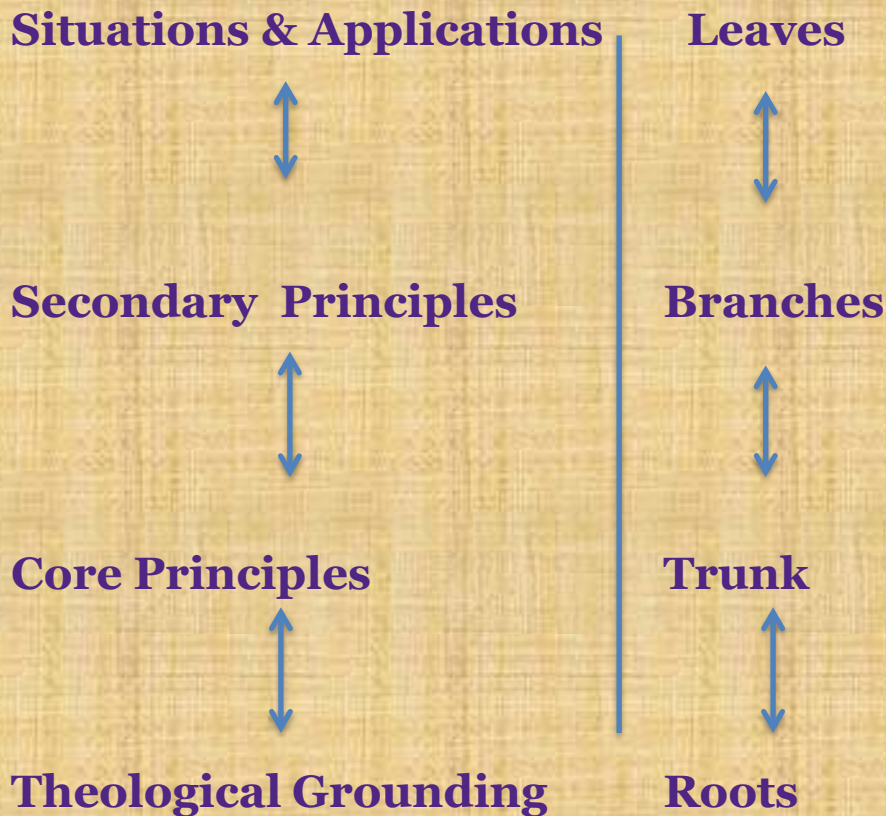 Situations & Applications Leaves
Secondary Principles Branches
Core Principles Trunk
Theological Grounding Roots